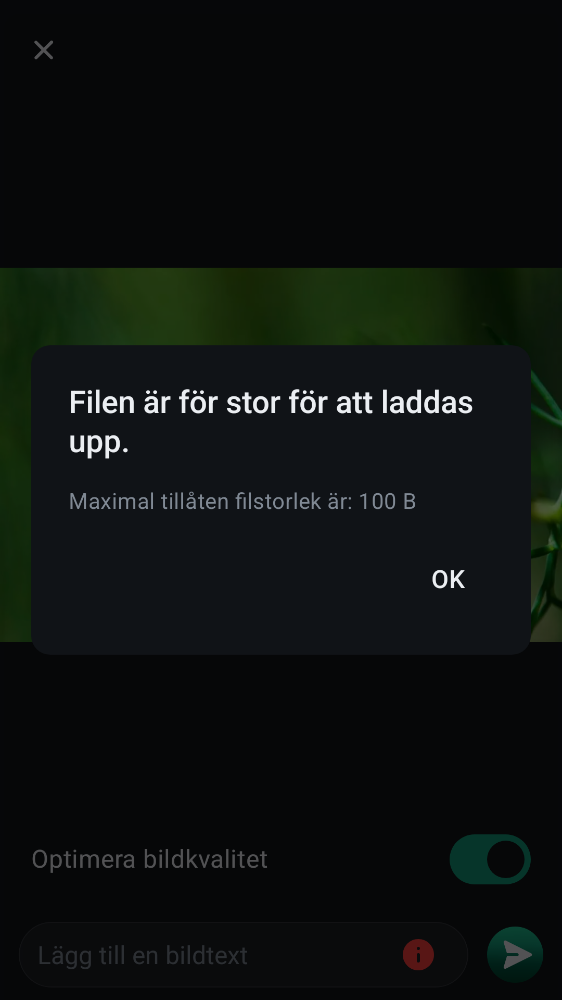 Filen är för stor för att laddas
upp.
Maximal tillåten filstorlek är: 100 B
OK
Optimera bildkvalitet
Lägg till en bildtext